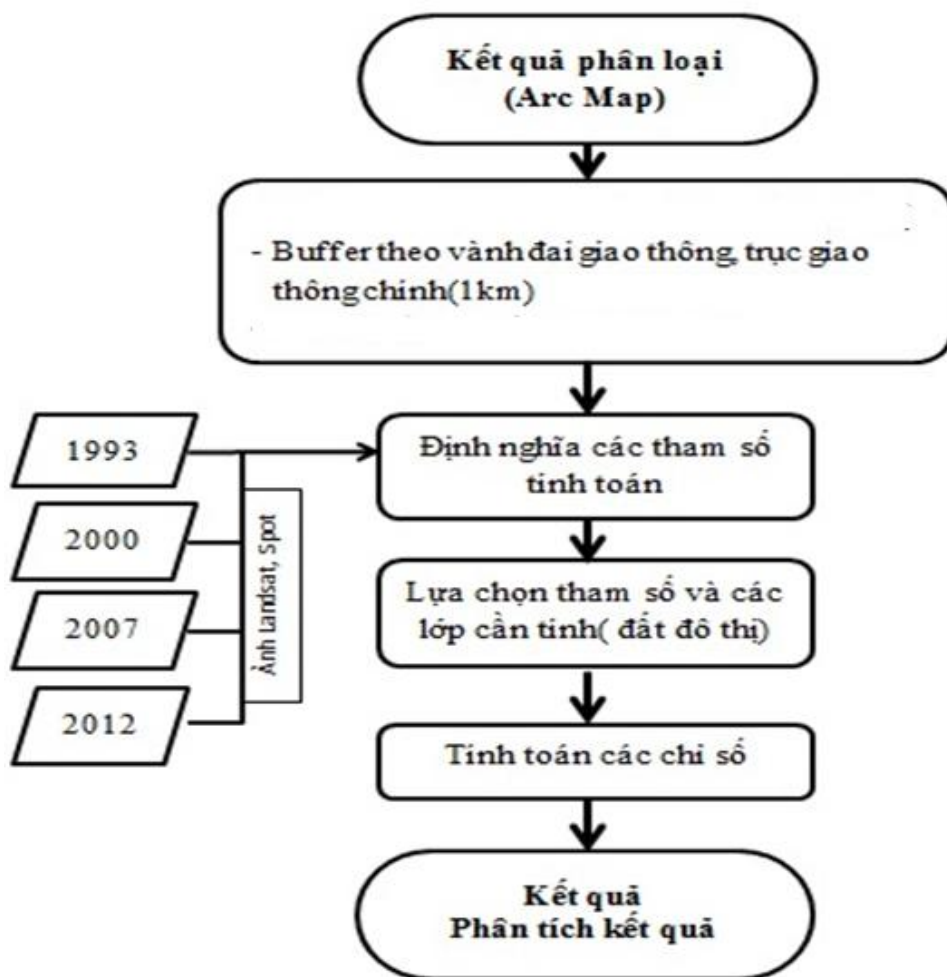 Kết quả phân loại
(Arc Map)
- Buffer theo vành đai giao thông, trục giao
thông chính(1km)
1993
2000
2007
2012
Ảnh Landsat, Spot
Định nghĩa các tham số
tính toán
Lựa chọn tham số và các
lớp cần tính( đất đô thị)
Tính toán các chỉ số
Kết quả
Phân tích kết quả